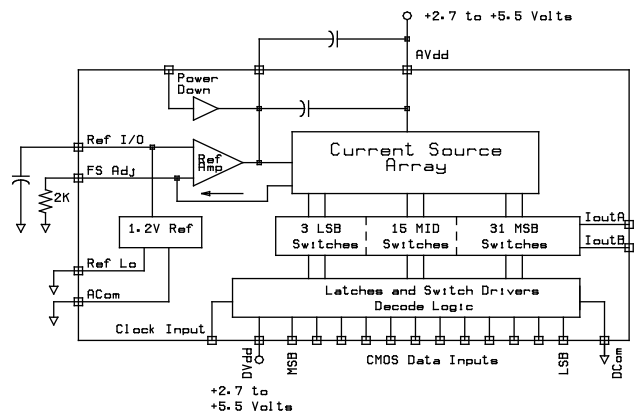 +2.7 to +5.5 Volts
AVdd
Power
Down
Ref I/O
Ref
Amp
Current Source
Array
FS Adj
2K
1.2V Ref
3 LSB
Switches
15 MID
Switches
31 MSB
Switches
IoutA
IoutB
Ref Lo
ACom
Latches and Switch Drivers
Decode Logic
Clock Input
DVdd
MSB
CMOS Data Inputs
LSB
DCom
+2.7 to
+5.5 Volts